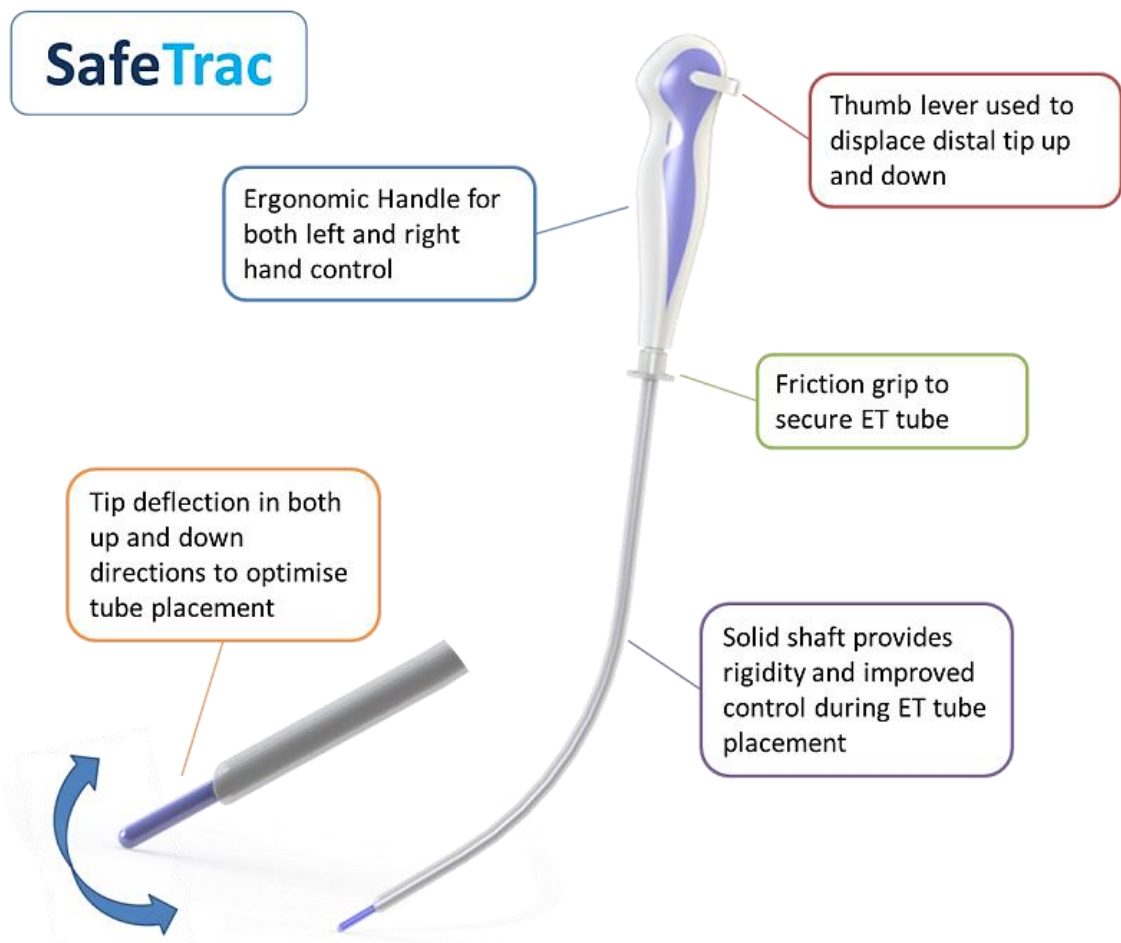 SafeTrac
Thumb lever used to
displace distal tip up
and down
Ergonomic Handle for
both left and right
hand control
Friction grip to
secure ET tube
Tip deflection in both
up and down
directions to optimise
tube placement
Solid shaft provides
rigidity and improved
control during ET tube
placement